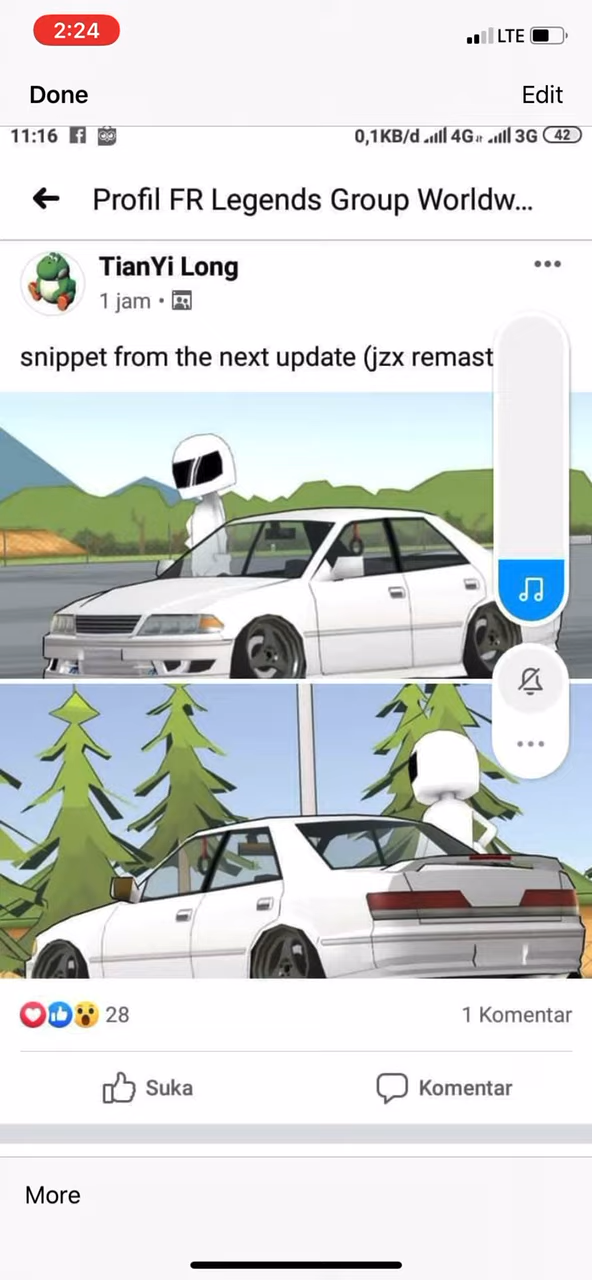 2:24
LTE
Done
Edit
11:16
0,1KB/d 4G 3G 42
Profil FR Legends Group Worldw...
TianYi Long
1 jam •
snippet from the next update (jzx remast
28
1 Komentar
Suka
Komentar
More